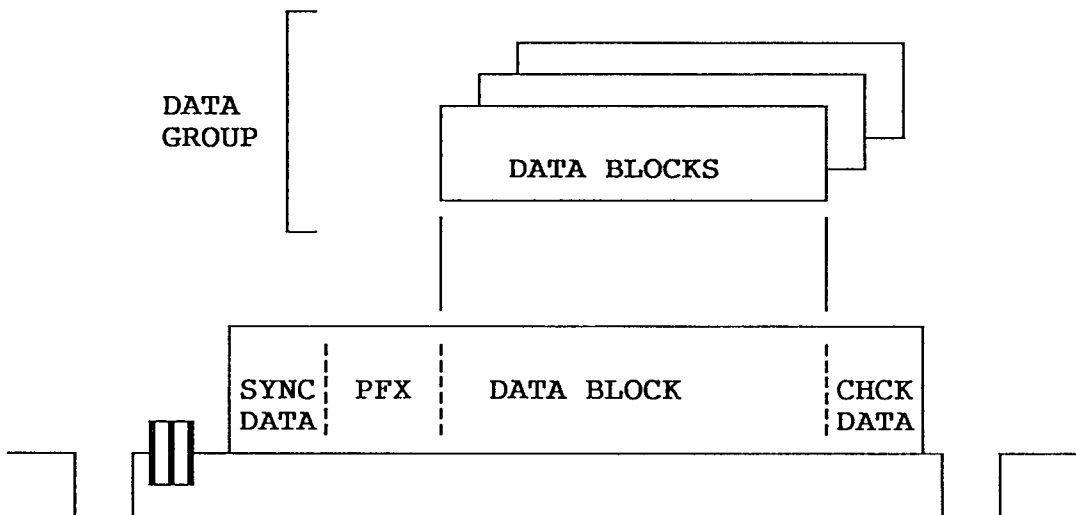 DATA
GROUP
DATA BLOCKS
SYNC
DATA
PFX
DATA BLOCK
CHCK
DATA